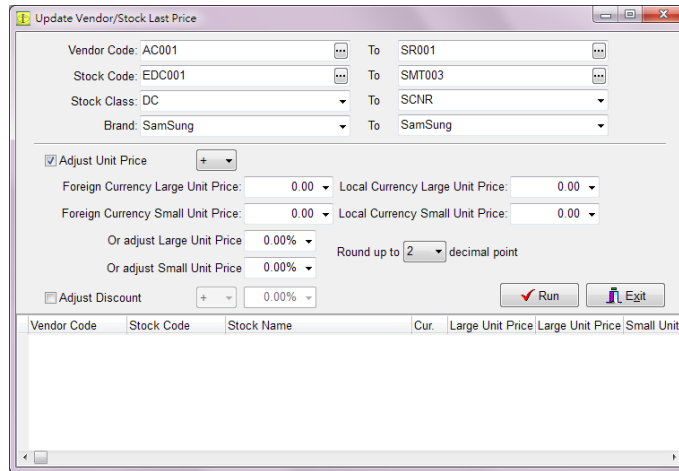 Update Vendor/Stock Last Price
Vendor Code: AC001 ... To SR001 ...
Stock Code: EDC001 ... To SMT003 ...
Stock Class: DC To SCNR
Brand: SamSung To SamSung
Adjust Unit Price +
Foreign Currency Large Unit Price: 0.00 Local Currency Large Unit Price: 0.00
Foreign Currency Small Unit Price: 0.00 Local Currency Small Unit Price: 0.00
Or adjust Large Unit Price 0.00%
Round up to 2 decimal point
Or adjust Small Unit Price 0.00%
Adjust Discount + 0.00% Run Exit
Vendor Code Stock Code Stock Name Cur. Large Unit Price Large Unit Price Small Unit